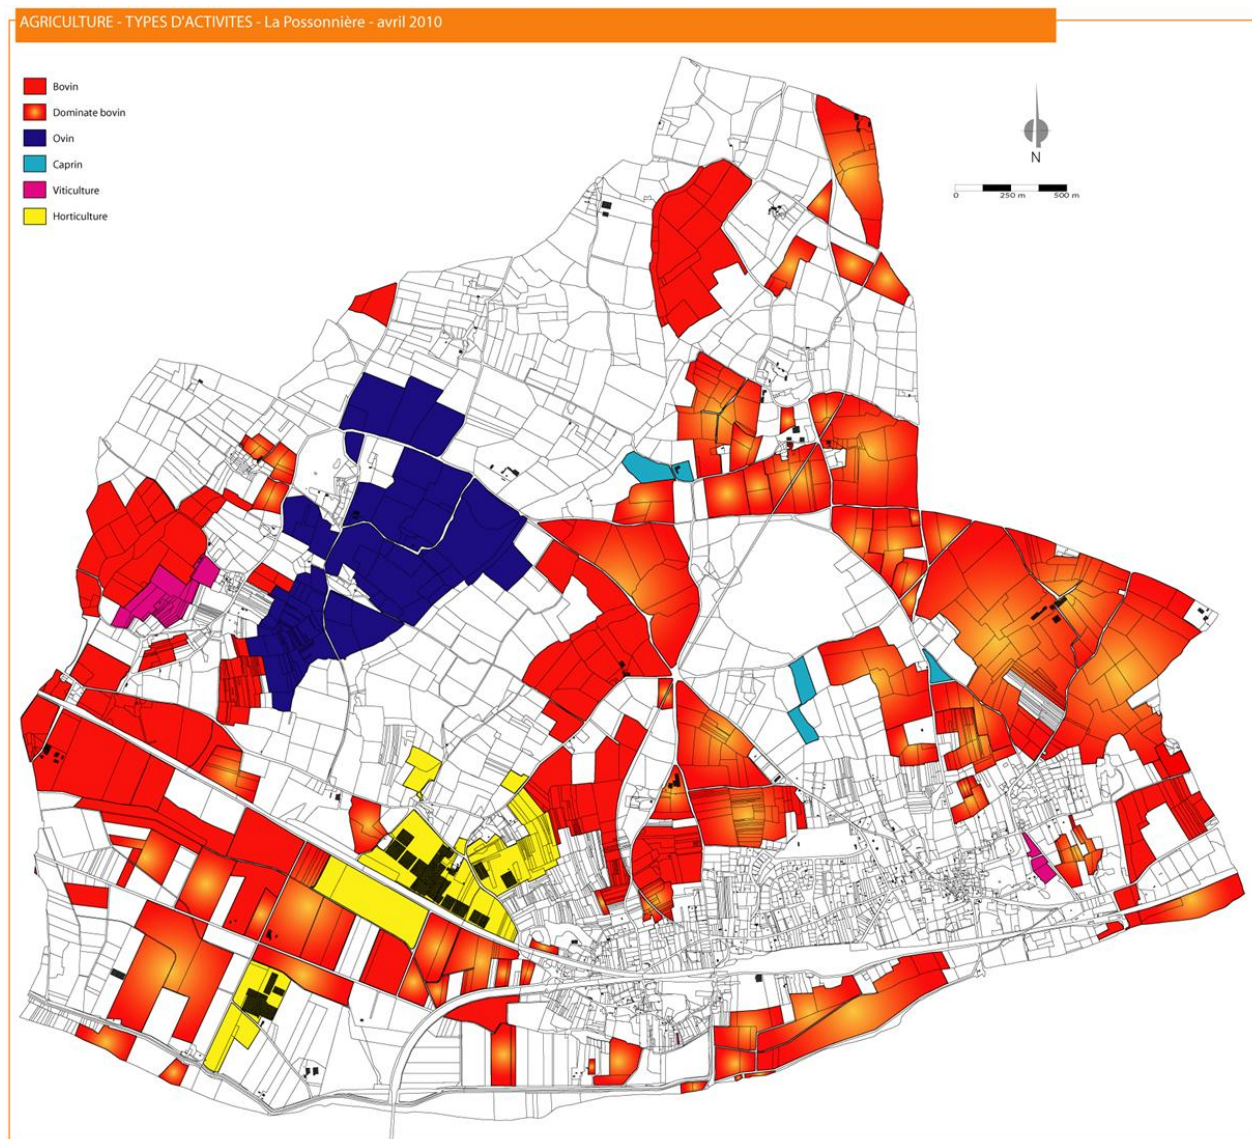 AGRICULTURE - TYPES D'ACTIVITES - La Possonnière - avril 2010
Bovin
Dominate bovin
Ovin
Caprin
Viticulture
Horticulture
N
0 250 m 500 m